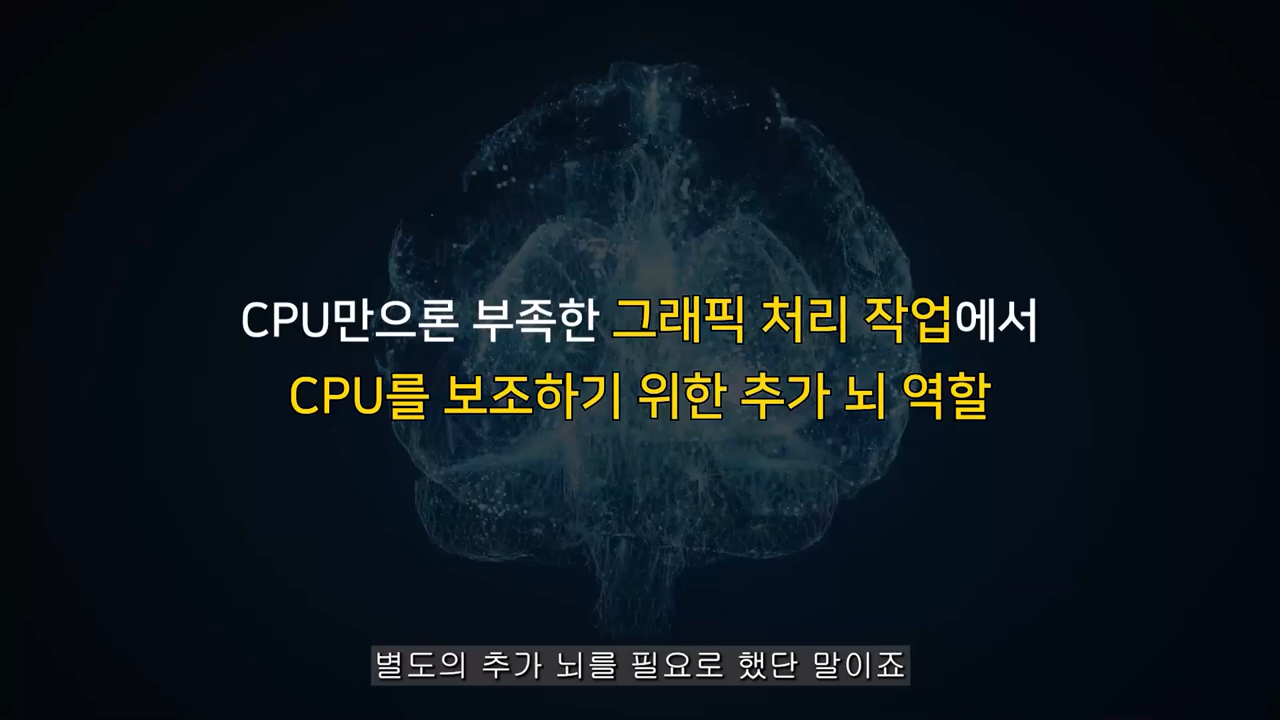 CPU만으론 부족한 그래픽 처리 작업에서
CPU를 보조하기 위한 추가 뇌 역할
별도의 추가 뇌를 필요로 했단 말이죠